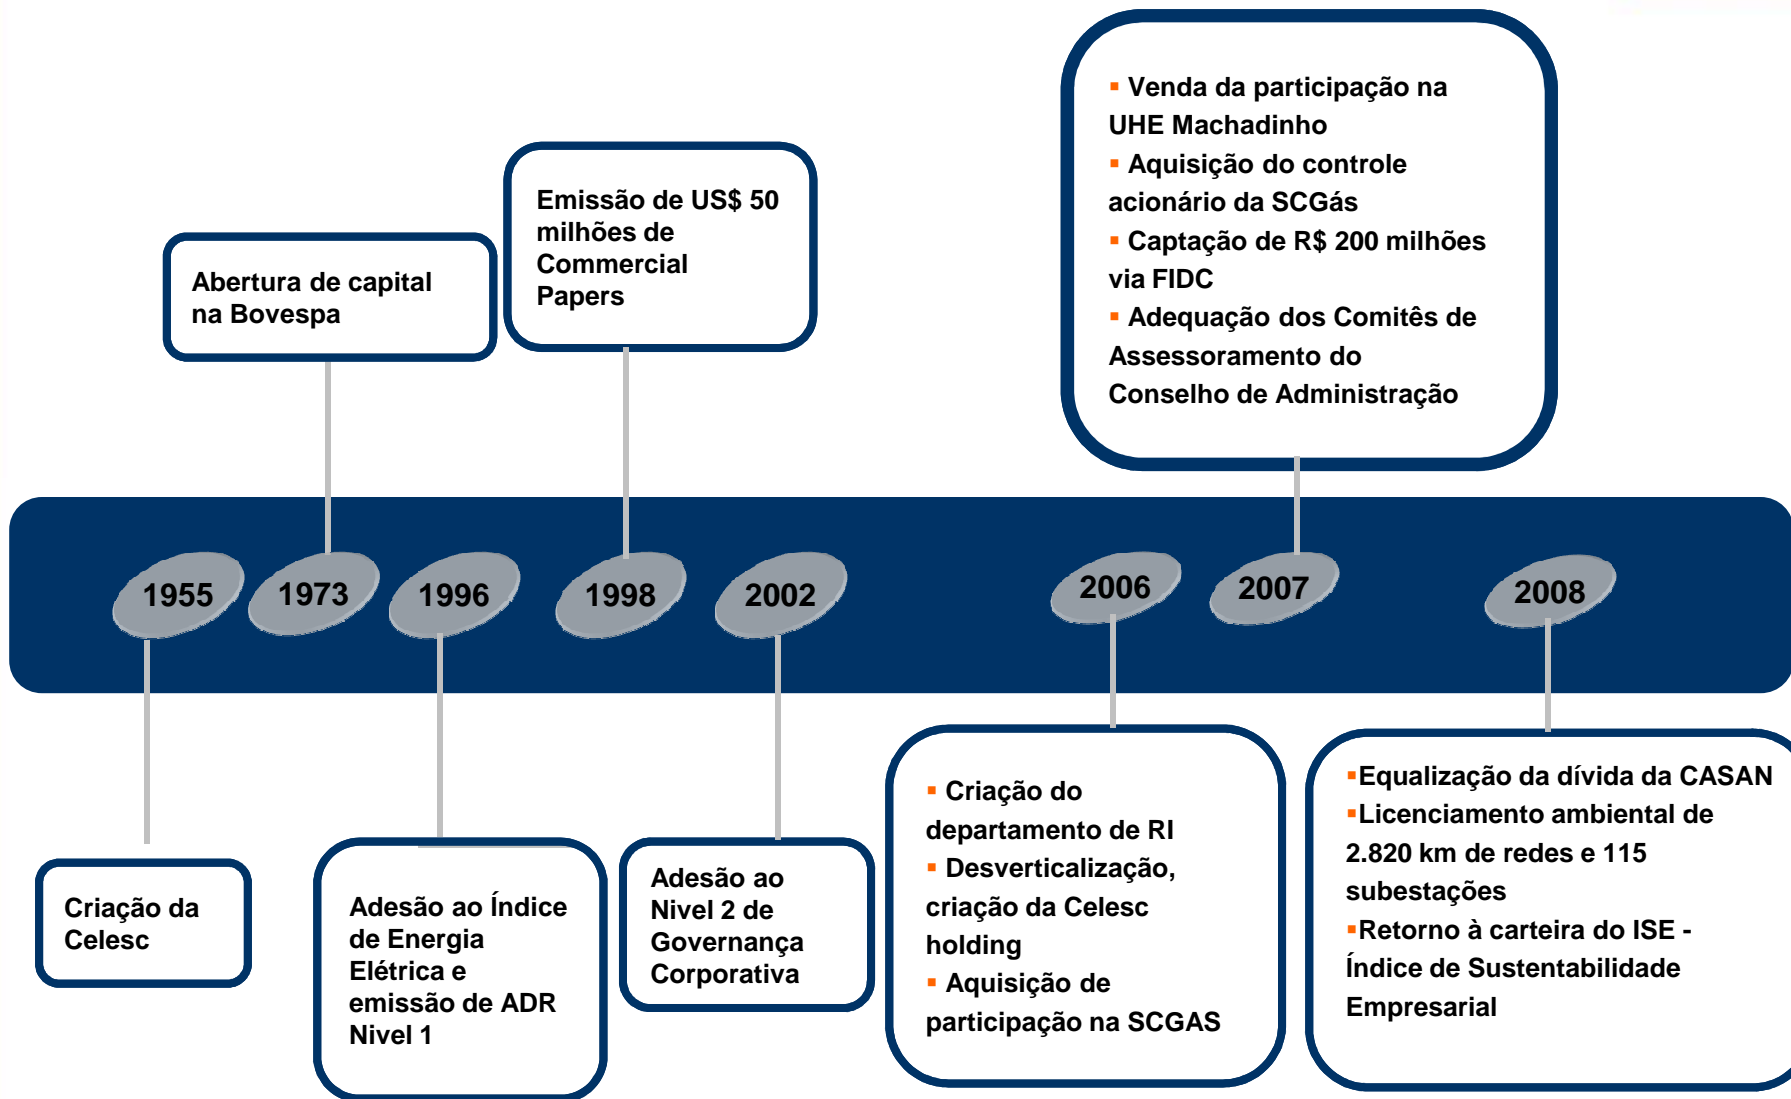 ▪ Venda da participação na
UHE Machadinho
▪ Aquisição do controle
acionário da SCGás
▪ Captação de R$ 200 milhões
via FIDC
▪ Adequação dos Comitês de
Assessoramento do
Conselho de Administração
Emissão de US$ 50
milhões de
Commercial
Papers
Abertura de capital
na Bovespa
1955
1973
1996
1998
2002
2006
2007
2008
Criação da
Celesc
Adesão ao Índice
de Energia
Elétrica e
emissão de ADR
Nivel 1
Adesão ao
Nivel 2 de
Governança
Corporativa
▪ Criação do
departamento de RI
▪ Desverticalização,
criação da Celesc
holding
▪ Aquisição de
participação na SCGAS
▪Equalização da dívida da CASAN
▪Licenciamento ambiental de
2.820 km de redes e 115
subestações
▪Retorno à carteira do ISE -
Índice de Sustentabilidade
Empresarial